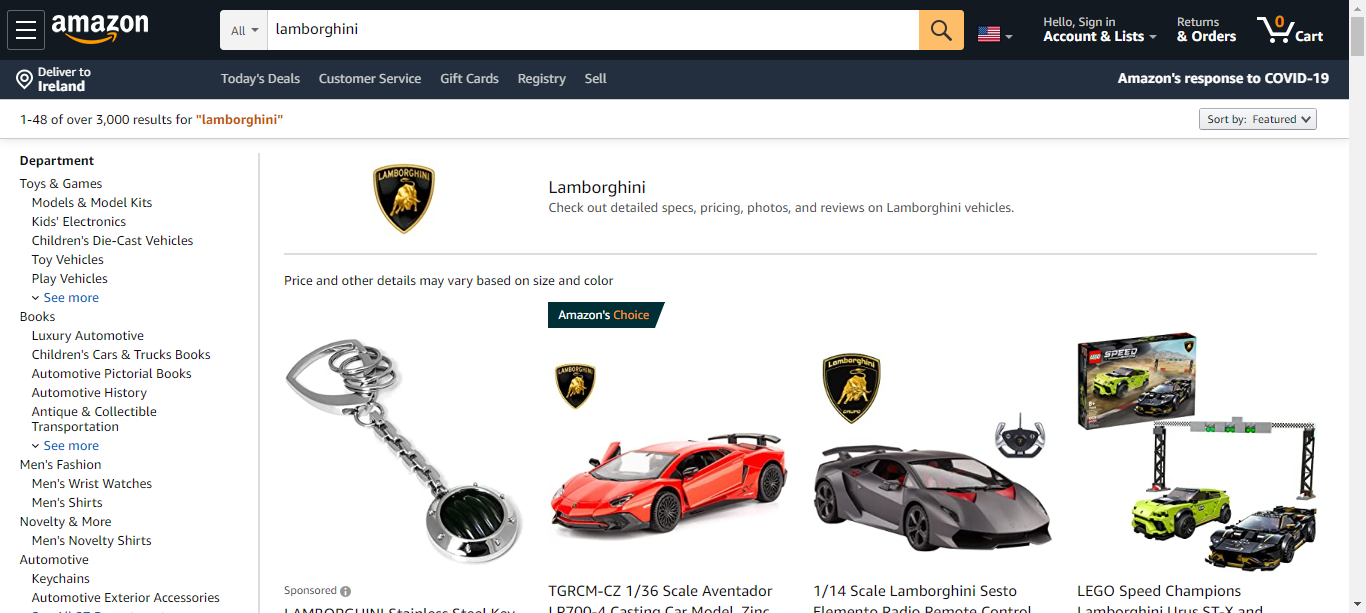 amazon
All
lamborghini
Hello, Sign in
Account & Lists
Returns
& Orders
0
Cart
Deliver to
Ireland
Today's Deals
Customer Service
Gift Cards
Registry
Sell
Amazon's response to COVID-19
1-48 of over 3,000 results for "lamborghini"
Sort by: Featured
Department
Toys & Games
Models & Model Kits
Kids' Electronics
Children's Die-Cast Vehicles
Toy Vehicles
Play Vehicles
See more
Books
Luxury Automotive
Children's Cars & Trucks Books
Automotive Pictorial Books
Automotive History
Antique & Collectible
Transportation
See more
Men's Fashion
Men's Wrist Watches
Men's Shirts
Novelty & More
Men's Novelty Shirts
Automotive
Keychains
Automotive Exterior Accessories
LAMBORGHINI
Lamborghini
Check out detailed specs, pricing, photos, and reviews on Lamborghini vehicles.
Price and other details may vary based on size and color
Sponsored
LAMBORGHINI Stainless Steel Key
Amazon's Choice
LAMBORGHINI
TGRCM-CZ 1/36 Scale Aventador
LP700-4 Casting Car Model, Zinc
Lamborghini
GRUPO
1/14 Scale Lamborghini Sesto
Elemento Radio Remote Control
LEGO SPEED
CHAMPIONS
LEGO Speed Champions
Lamborghini Urus ST-X and